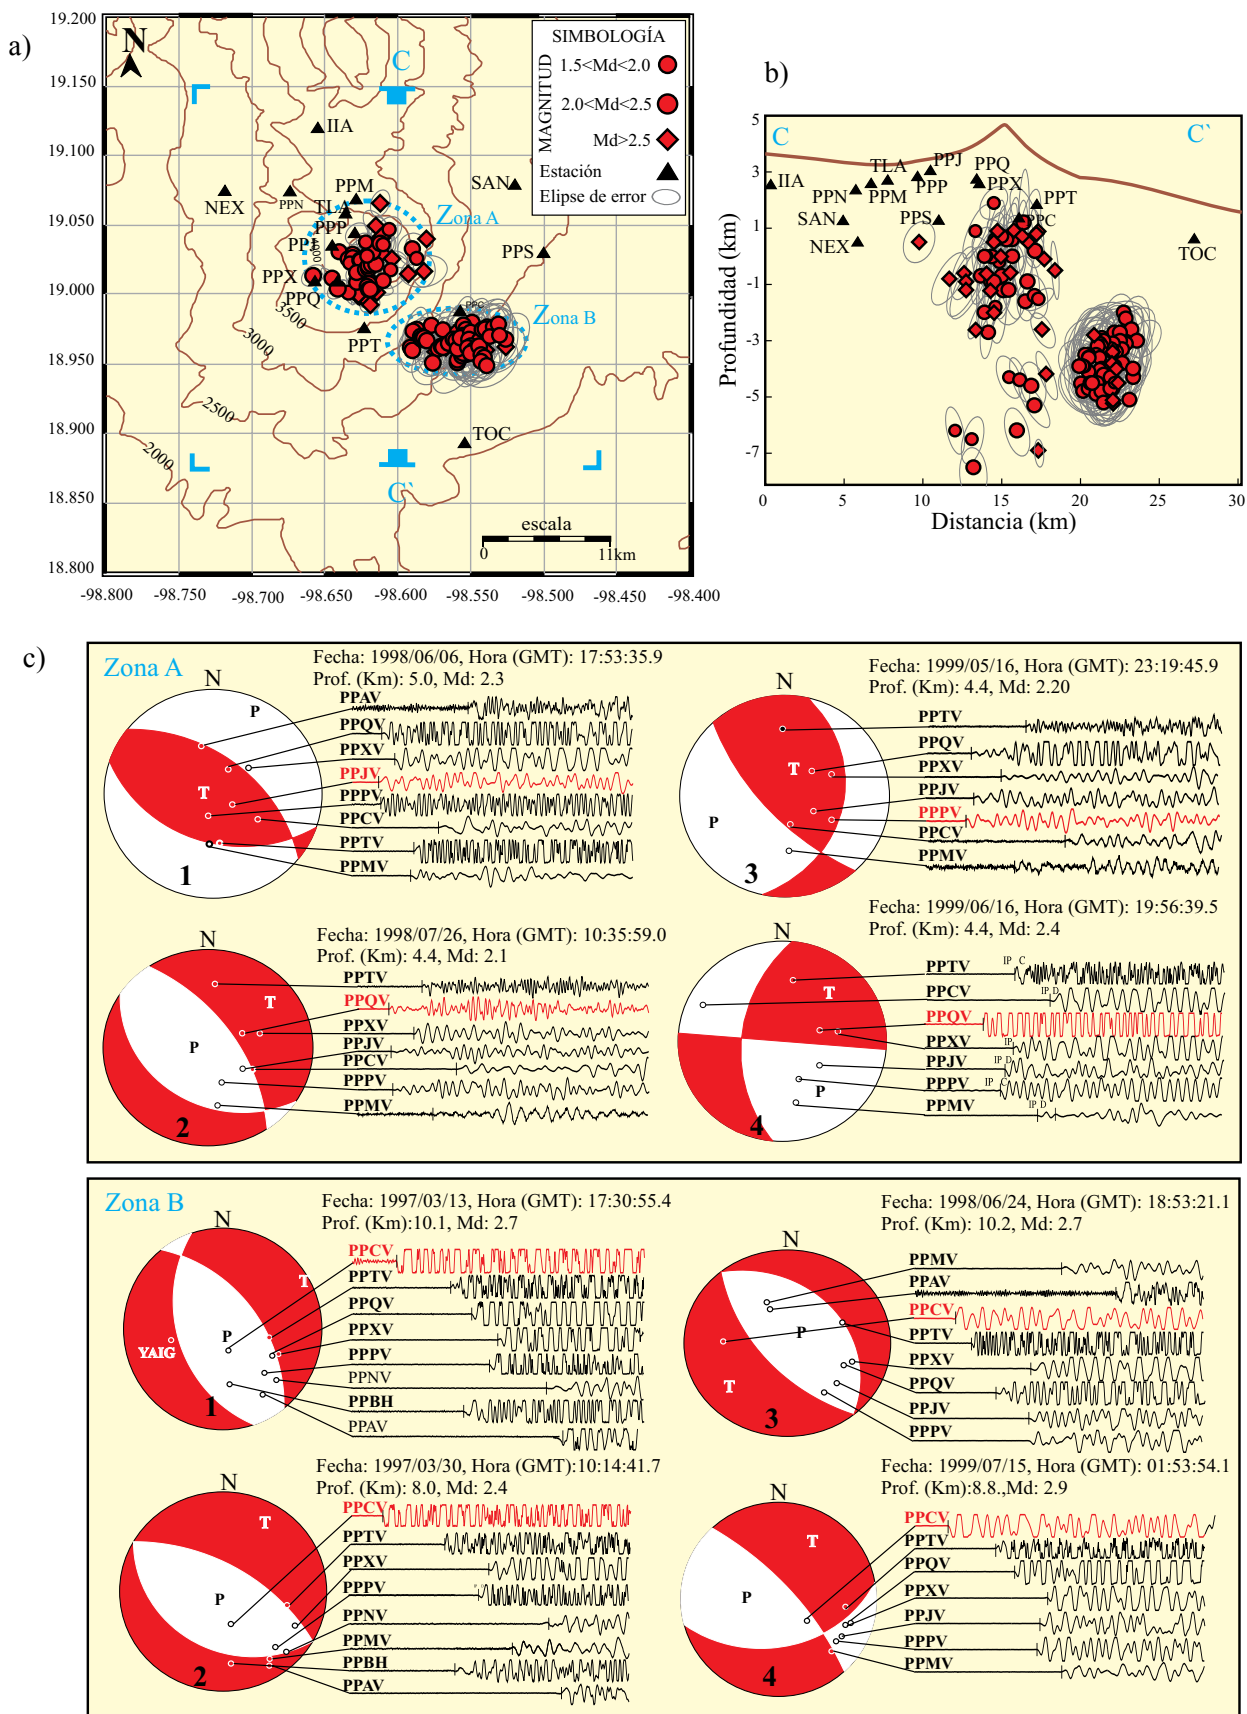 a)
19.200
19.150
19.100
19.050
19.000
18.950
18.900
18.850
18.800
-98.800
-98.750
-98.700
-98.650
-98.600
-98.550
-98.500
-98.450
-98.400
N
C
C`
IIA
NEX
PPN
PPM
TLA
PPP
PPJ
PPX
PPQ
PPT
PPC
SAN
PPS
TOC
Zona A
Zona B
4000
3500
3000
2500
2000
escala
0
11km
SIMBOLOGÍA
MAGNITUD
1.5<Md<2.0
2.0<Md<2.5
Md>2.5
Estación
Elipse de error
b)
C
C`
5
3
1
-1
-3
-5
-7
0
5
10
15
20
25
30
Profundidad (km)
Distancia (km)
IIA
PPN
TLA
PPM
PPP
PPJ
PPQ
PPX
PPT
PPC
SAN
PPS
NEX
TOC
c)
Zona A
Fecha: 1998/06/06, Hora (GMT): 17:53:35.9
Prof. (Km): 5.0, Md: 2.3
N
P
T
1
PPAV
PPQV
PPXV
PPJV
PPPV
PPCV
PPTV
PPMV
Fecha: 1999/05/16, Hora (GMT): 23:19:45.9
Prof. (Km): 4.4, Md: 2.20
N
T
P
3
PPTV
PPQV
PPXV
PPJV
PPPV
PPCV
PPMV
Fecha: 1998/07/26, Hora (GMT): 10:35:59.0
Prof. (Km): 4.4, Md: 2.1
N
T
P
2
PPTV
PPQV
PPXV
PPJV
PPCV
PPPV
PPMV
Fecha: 1999/06/16, Hora (GMT): 19:56:39.5
Prof. (Km): 4.4, Md: 2.4
N
T
P
4
PPTV
PPCV
PPQV
PPXV
PPJV
PPPV
PPMV
IP C
IP D
IP
IP D
IP C
IP D
Zona B
Fecha: 1997/03/13, Hora (GMT): 17:30:55.4
Prof. (Km):10.1, Md: 2.7
N
T
P
YAIG
1
PPCV
PPTV
PPQV
PPXV
PPPV
PPNV
PPBH
PPAV
Fecha: 1998/06/24, Hora (GMT): 18:53:21.1
Prof. (Km): 10.2, Md: 2.7
N
P
T
3
PPMV
PPAV
PPCV
PPTV
PPXV
PPQV
PPJV
PPPV
Fecha: 1997/03/30, Hora (GMT):10:14:41.7
Prof. (Km): 8.0, Md: 2.4
N
T
P
2
PPCV
PPTV
PPXV
PPPV
PPNV
PPMV
PPBH
PPAV
Fecha: 1999/07/15, Hora (GMT): 01:53:54.1
Prof. (Km):8.8.,Md: 2.9
N
T
P
4
PPCV
PPTV
PPQV
PPXV
PPJV
PPPV
PPMV